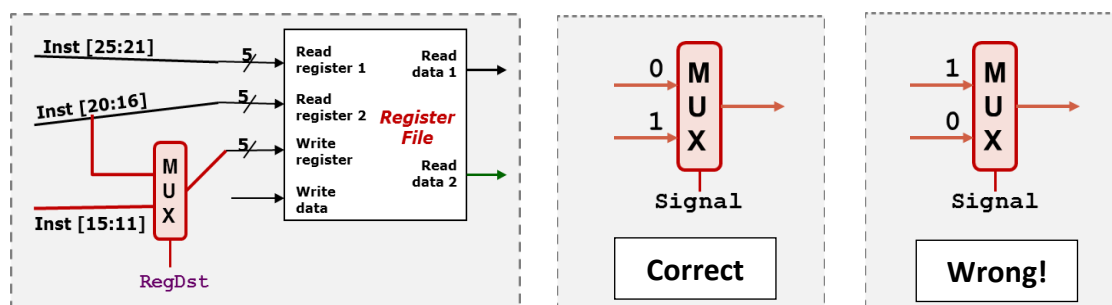 Inst [25:21]
5
Read
register 1
Read
data 1
Inst [20:16]
5
Read
register 2
Register
File
5
Write
register
M
U
X
Read
data 2
Write
data
Inst [15:11]
RegDst
0
1
M
U
X
Signal
Correct
1
0
M
U
X
Signal
Wrong!